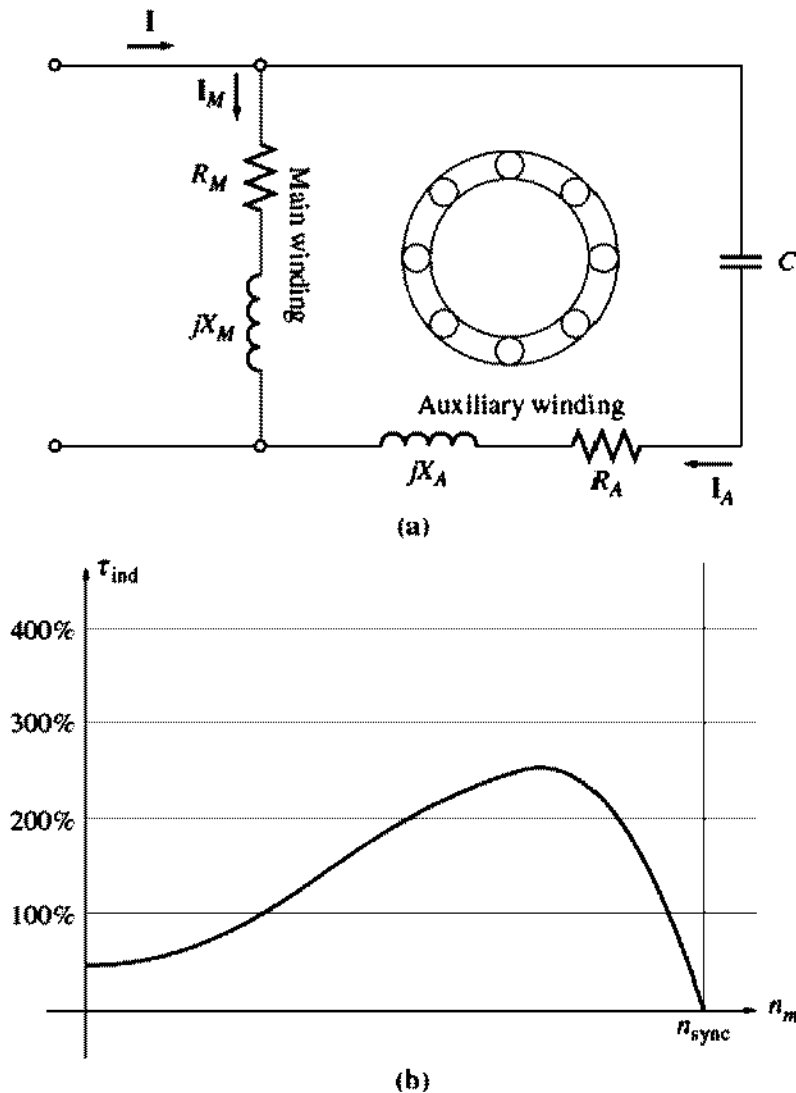 I
I_M
R_M
Main winding
jX_M
C
Auxiliary winding
jX_A
R_A
I_A
(a)
τ_ind
400%
300%
200%
100%
n_sync
n_m
(b)